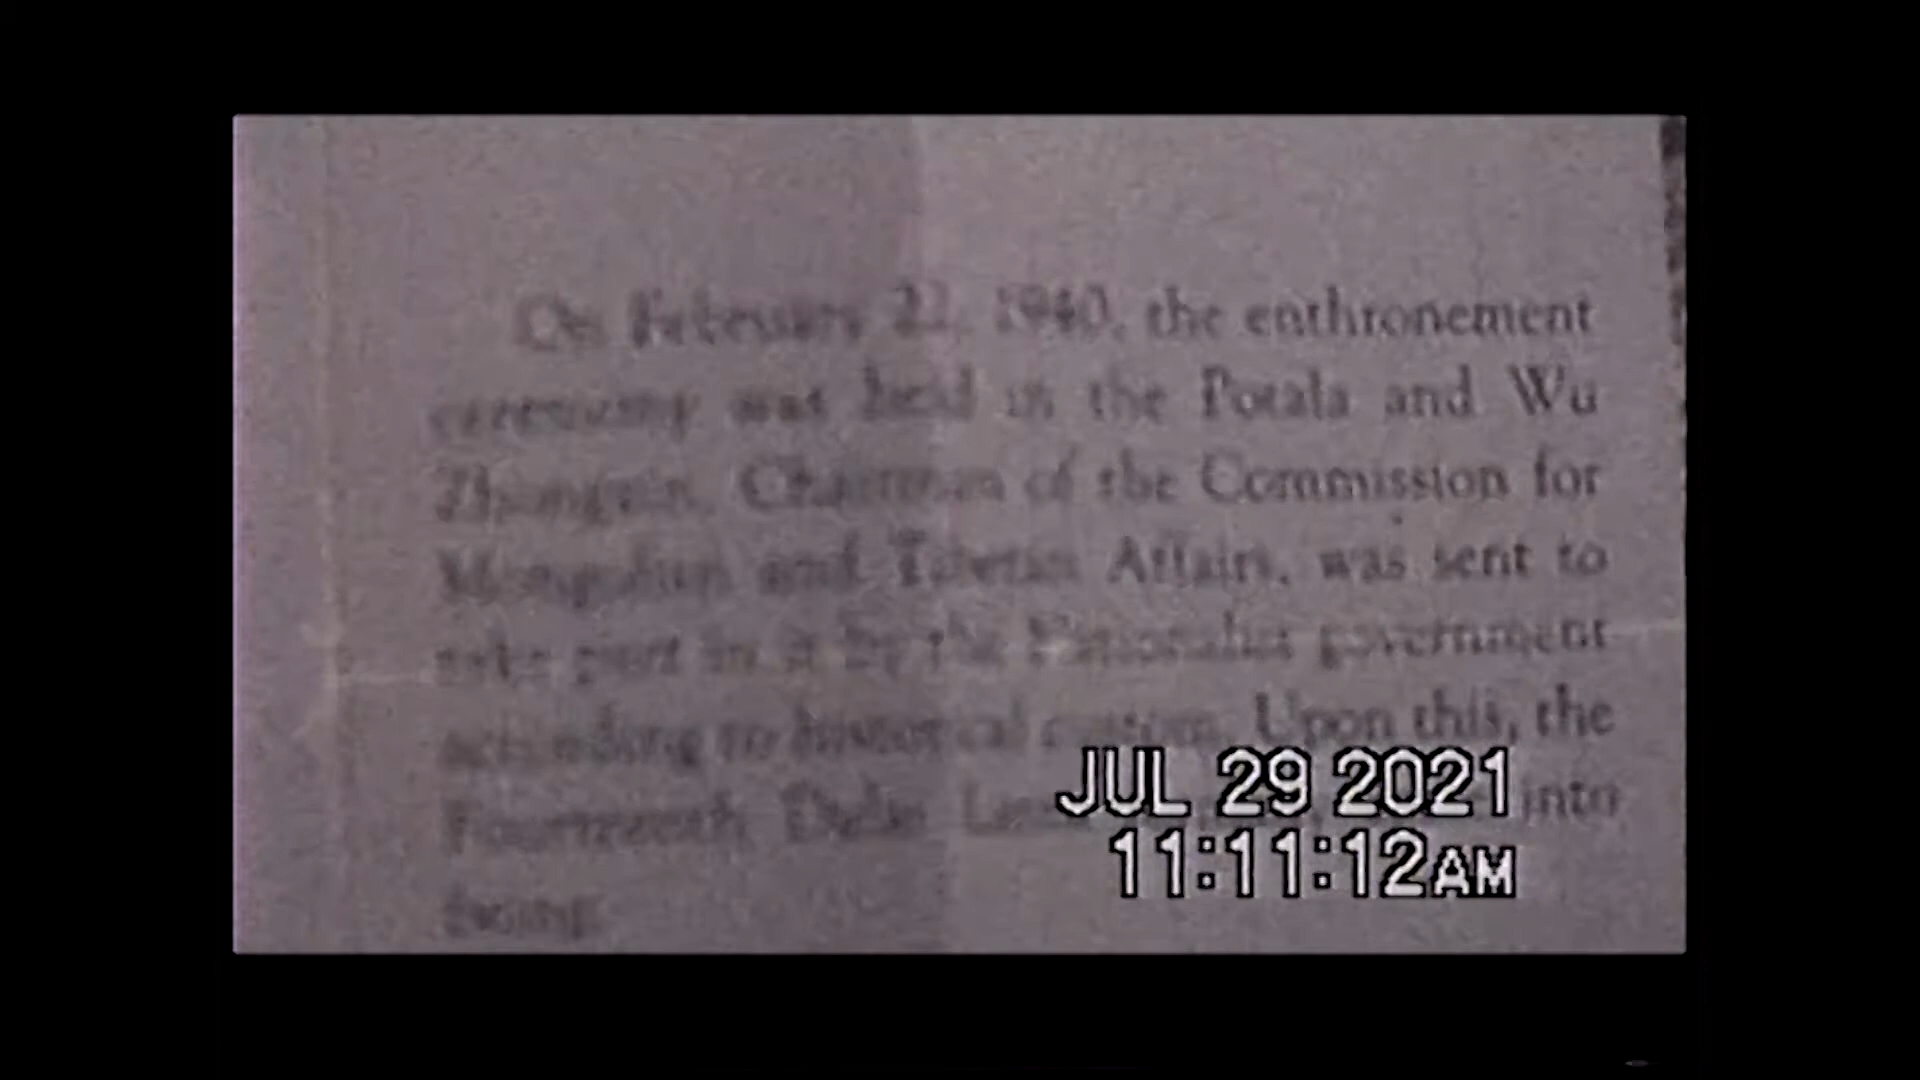 On February 22, 1940, the enthronement
ceremony was held in the Potala and Wu
Zhongxin, Chairman of the Commission for
Mongolian and Tibetan Affairs, was sent to
take part in it by the Nationalist government
according to historical custom. Upon this, the
Fourteenth Dalai into
being
JUL 29 2021
11:11:12AM